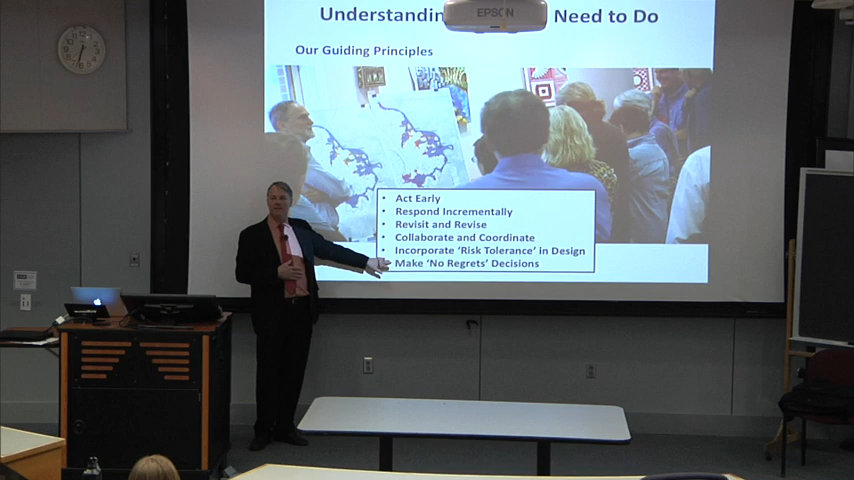 Understanding Need to Do
EPSON
Our Guiding Principles
• Act Early
• Respond Incrementally
• Revisit and Revise
• Collaborate and Coordinate
• Incorporate ‘Risk Tolerance’ in Design
• Make ‘No Regrets’ Decisions